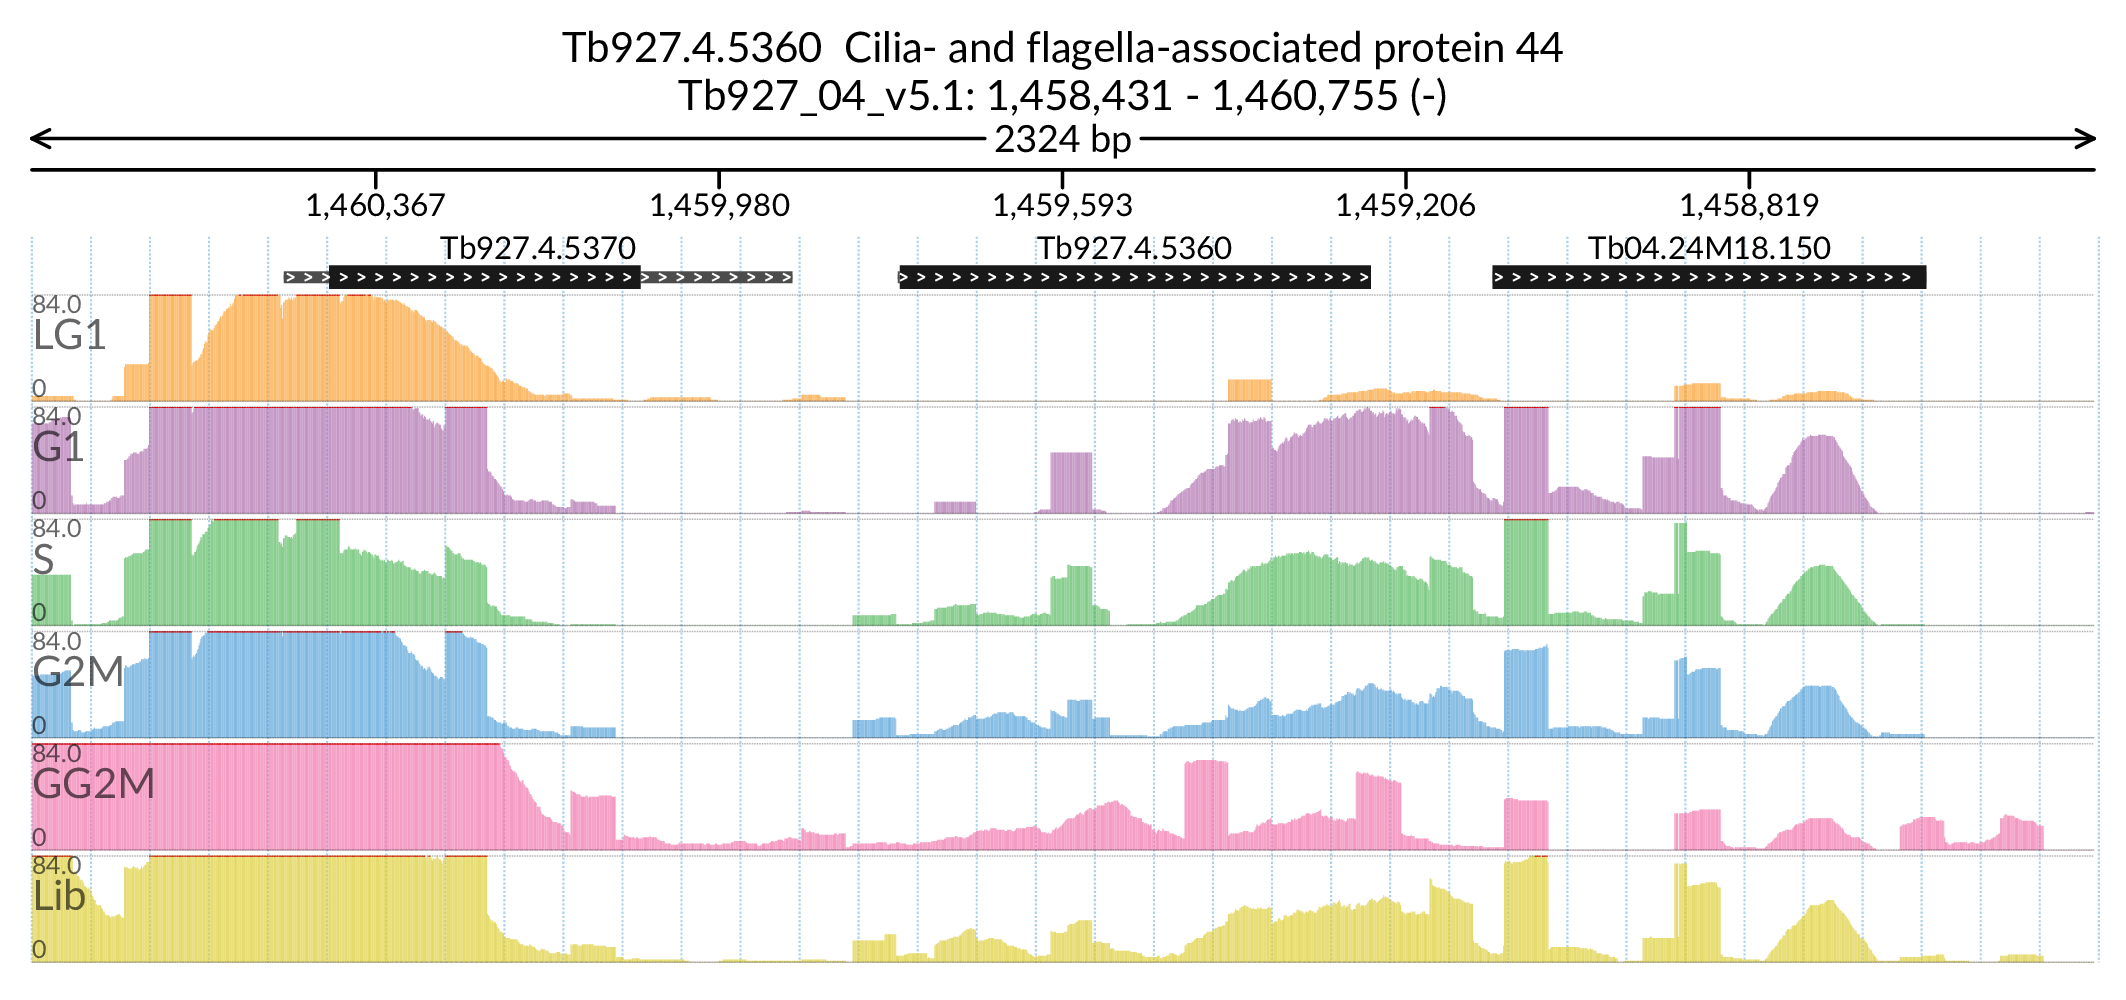 Tb927.4.5360  Cilia- and flagella-associated protein 44
Tb927_04_v5.1: 1,458,431 - 1,460,755 (-)
2324 bp
1,460,367 1,459,980 1,459,593 1,459,206 1,458,819
Tb927.4.5370 Tb927.4.5360 Tb04.24M18.150
84.0
LG1
0
84.0
G1
0
84.0
S
0
84.0
G2M
0
84.0
GG2M
0
84.0
Lib
0